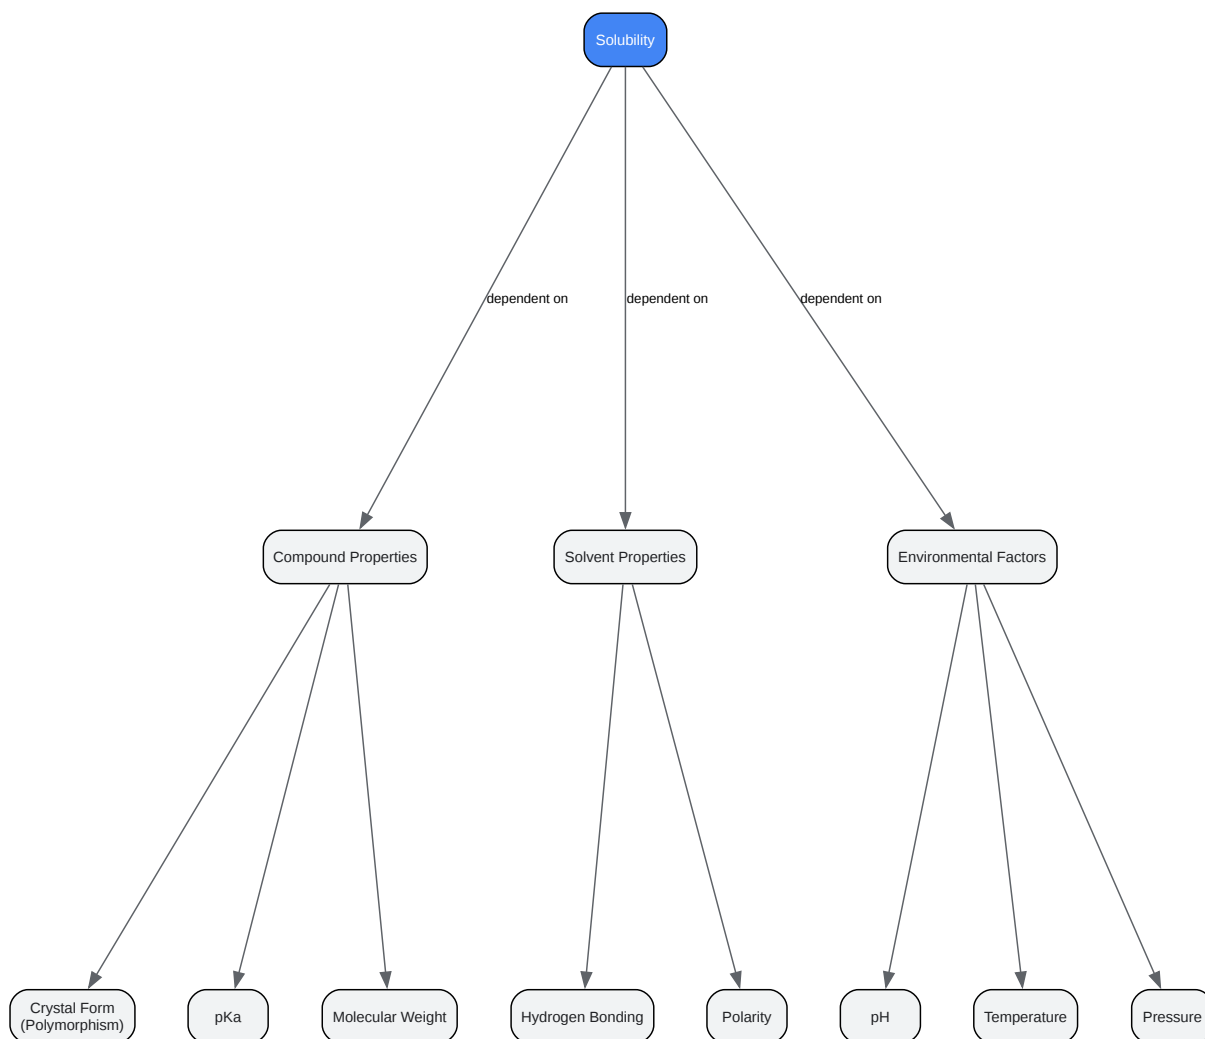 Solubility
dependent on
dependent on
dependent on
Compound Properties
Solvent Properties
Environmental Factors
Crystal Form
(Polymorphism)
pKa
Molecular Weight
Hydrogen Bonding
Polarity
pH
Temperature
Pressure